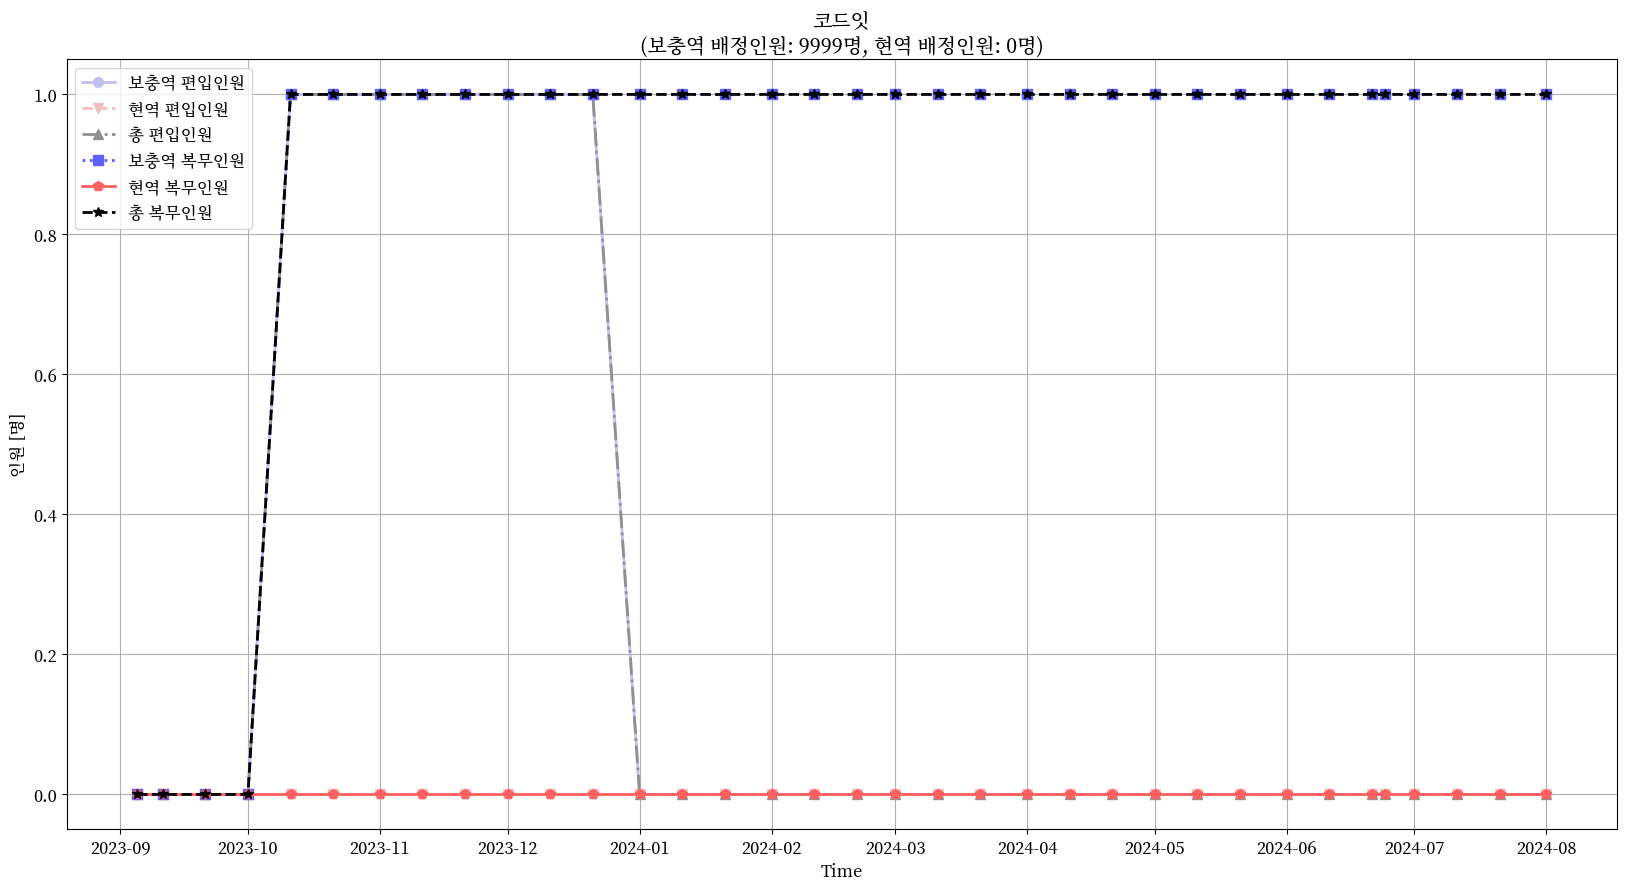 코드잇
(보충역 배정인원: 9999명, 현역 배정인원: 0명)
보충역 편입인원
현역 편입인원
총 편입인원
보충역 복무인원
현역 복무인원
총 복무인원
인원 [명]
1.0
0.8
0.6
0.4
0.2
0.0
2023-09 2023-10 2023-11 2023-12 2024-01 2024-02 2024-03 2024-04 2024-05 2024-06 2024-07 2024-08
Time